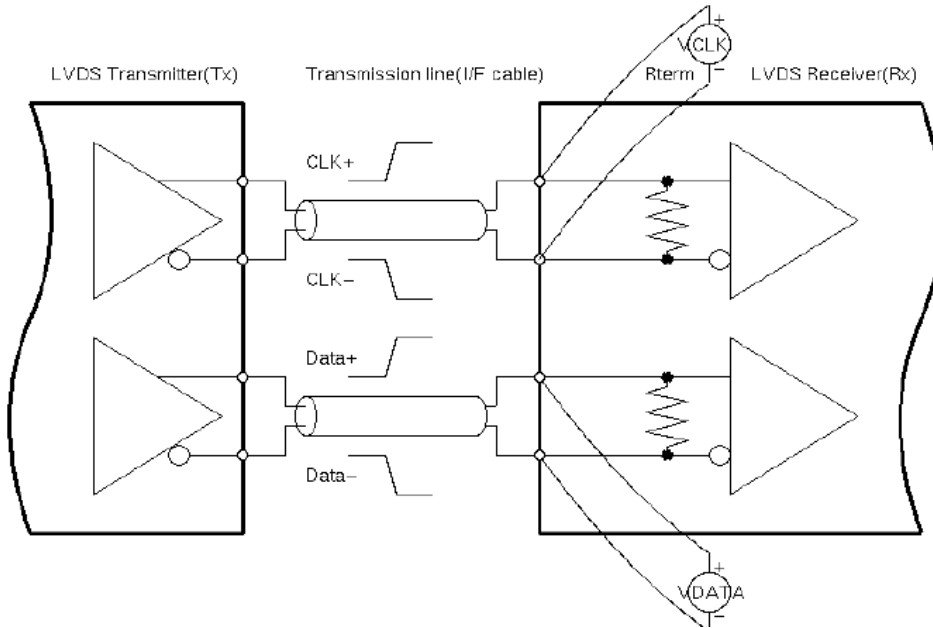 LVDS Transmitter(Tx)
Transmission line(I/F cable)
Rterm
LVDS Receiver(Rx)
+
VCLK
−
CLK+
CLK−
Data+
Data−
+
VDATA
−